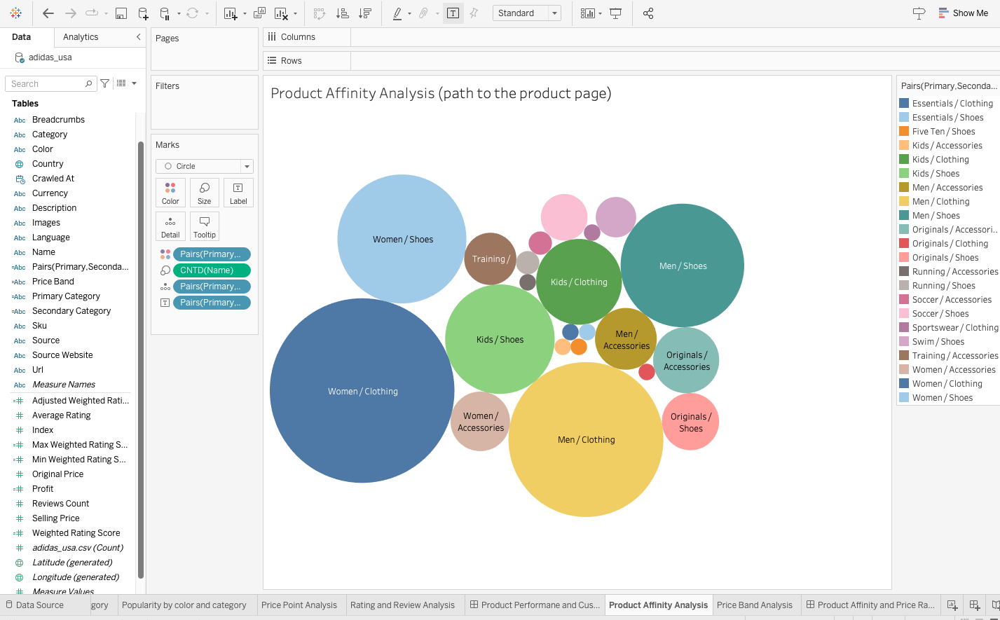 Standard
Show Me
Data
Analytics
adidas_usa
Search
Tables
Abc Breadcrumbs
Abc Category
Abc Color
Country
Crawled At
Abc Currency
Abc Description
Abc Images
Abc Language
Abc Name
=Abc Pairs(Primary,Seconda...
=Abc Price Band
=Abc Primary Category
=Abc Secondary Category
Abc Sku
Abc Source
Abc Source Website
Abc Url
Abc Measure Names
Adjusted Weighted Rati...
Average Rating
Index
Max Weighted Rating S...
Min Weighted Rating S...
Original Price
Profit
Reviews Count
Selling Price
Weighted Rating Score
adidas_usa.csv (Count)
Latitude (generated)
Longitude (generated)
Measure Values
Pages
Filters
Marks
Circle
Color
Size
Label
Detail
Tooltip
Pairs(Primary,..
CNTD(Name)
Pairs(Primary,..
Pairs(Primary,..
Columns
Rows
Product Affinity Analysis (path to the product page)
Women / Shoes
Training /
Kids / Clothing
Men / Shoes
Kids / Shoes
Men /
Accessories
Originals /
Accessories
Women / Clothing
Women /
Accessories
Men / Clothing
Originals /
Shoes
Pairs(Primary,Seconda...
Essentials / Clothing
Essentials / Shoes
Five Ten / Shoes
Kids / Accessories
Kids / Clothing
Kids / Shoes
Men / Accessories
Men / Clothing
Men / Shoes
Originals / Accessori..
Originals / Clothing
Originals / Shoes
Running / Accessories
Running / Shoes
Soccer / Accessories
Soccer / Shoes
Sportswear / Clothing
Swim / Shoes
Training / Accessories
Women / Accessories
Women / Clothing
Women / Shoes
Data Source
gory
Popularity by color and category
Price Point Analysis
Rating and Review Analysis
Product Performane and Cus...
Product Affinity Analysis
Price Band Analysis
Product Affinity and Price Ra...